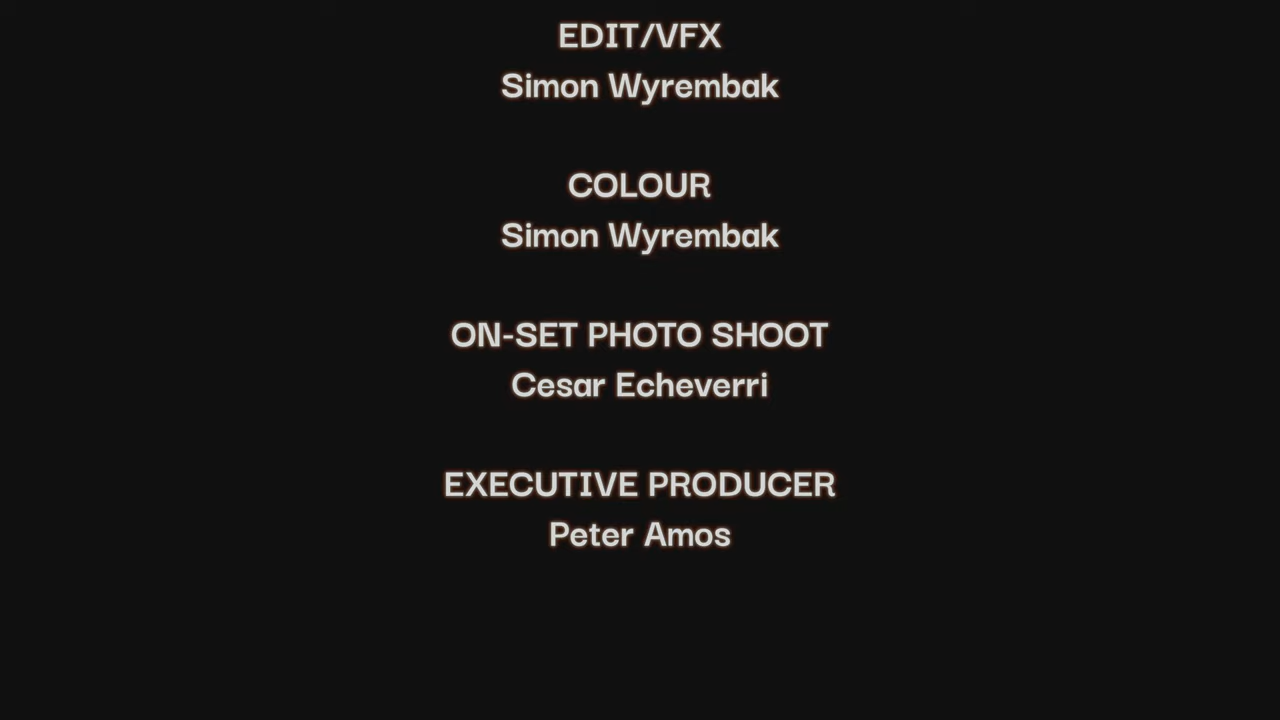 EDIT/VFX
Simon Wyrembak
COLOUR
Simon Wyrembak
ON-SET PHOTO SHOOT
Cesar Echeverri
EXECUTIVE PRODUCER
Peter Amos